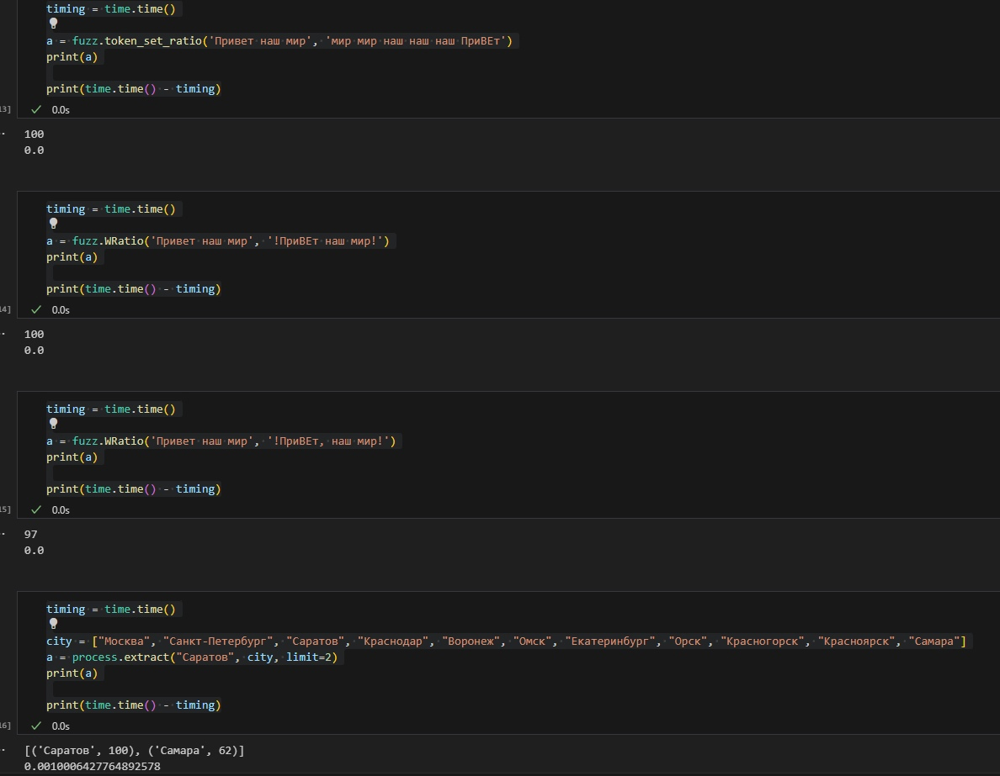 timing = time.time()
a = fuzz.token_set_ratio('Привет наш мир', 'мир мир наш наш наш ПриВЕт')
print(a)
print(time.time() - timing)
13]
0.0s
100
0.0
timing = time.time()
a = fuzz.WRatio('Привет наш мир', '!ПриВЕт наш мир!')
print(a)
print(time.time() - timing)
14]
0.0s
100
0.0
timing = time.time()
a = fuzz.WRatio('Привет наш мир', '!ПриВЕт, наш мир!')
print(a)
print(time.time() - timing)
15]
0.0s
97
0.0
timing = time.time()
city = ["Москва", "Санкт-Петербург", "Саратов", "Краснодар", "Воронеж", "Омск", "Екатеринбург", "Орск", "Красногорск", "Красноярск", "Самара"]
a = process.extract("Саратов", city, limit=2)
print(a)
print(time.time() - timing)
16]
0.0s
[('Саратов', 100), ('Самара', 62)]
0.0010006427764892578